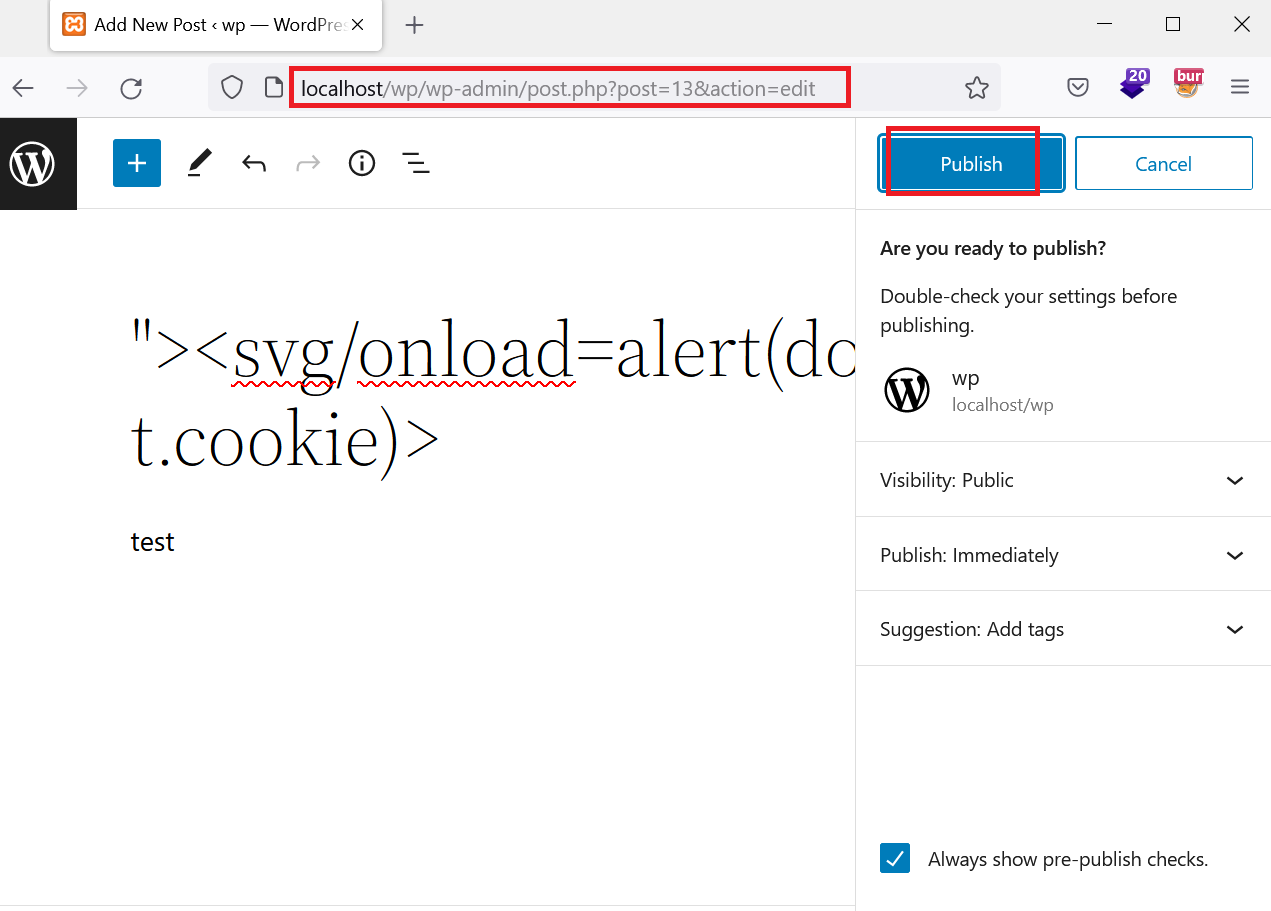 Add New Post ‹ wp — WordPres
localhost/wp/wp-admin/post.php?post=13&action=edit
20
bur
Publish
Cancel
"><svg/onload=alert(do
t.cookie)>
test
Are you ready to publish?
Double-check your settings before
publishing.
wp
localhost/wp
Visibility: Public
Publish: Immediately
Suggestion: Add tags
Always show pre-publish checks.